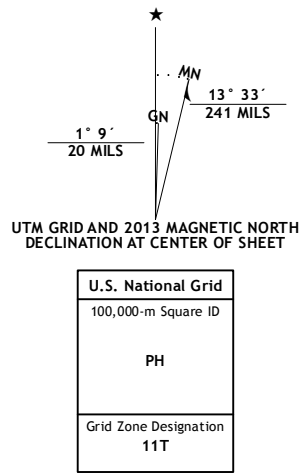 ★
MN
GN
13° 33´
241 MILS
1° 9´
20 MILS
UTM GRID AND 2013 MAGNETIC NORTH
DECLINATION AT CENTER OF SHEET
U.S. National Grid
100,000-m Square ID
PH
Grid Zone Designation
11T